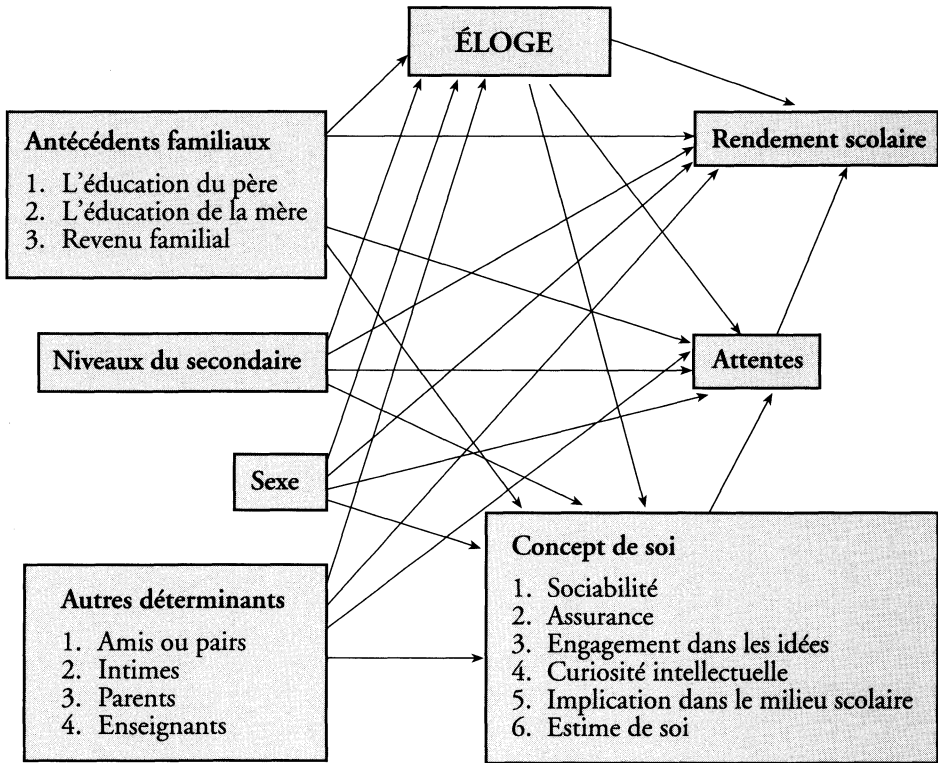 ÉLOGE
Antécédents familiaux
1. L'éducation du père
2. L'éducation de la mère
3. Revenu familial
Rendement scolaire
Niveaux du secondaire
Attentes
Sexe
Autres déterminants
1. Amis ou pairs
2. Intimes
3. Parents
4. Enseignants
Concept de soi
1. Sociabilité
2. Assurance
3. Engagement dans les idées
4. Curiosité intellectuelle
5. Implication dans le milieu scolaire
6. Estime de soi